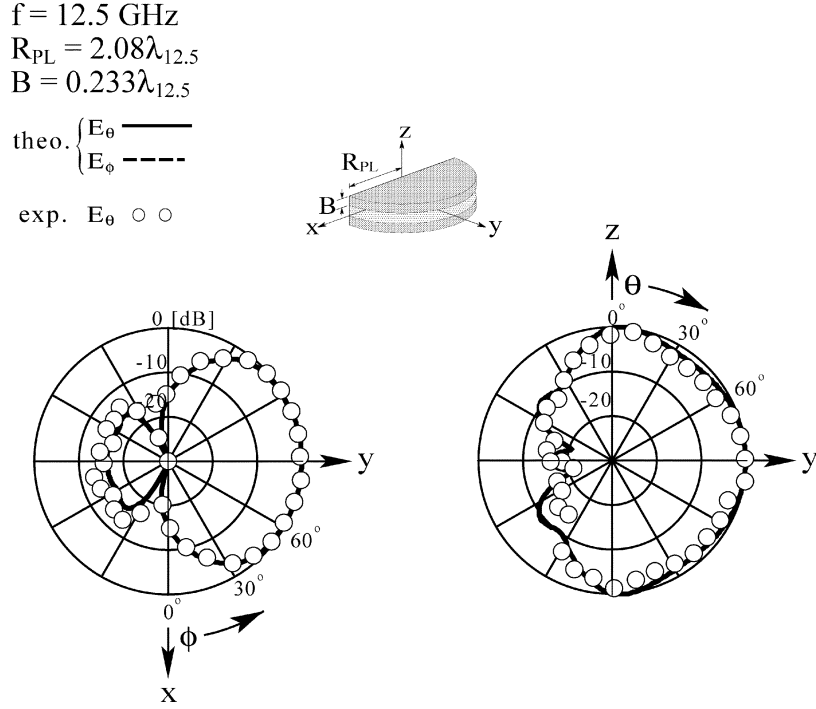 f = 12.5 GHz
R_PL = 2.08λ_12.5
B = 0.233λ_12.5
theo. { E_θ
E_ϕ
exp. E_θ
z
R_PL
B
x
y
z
θ
0 [dB]
-10
-20
y
60°
30°
0°
ϕ
x
0°
30°
60°
-10
-20
y